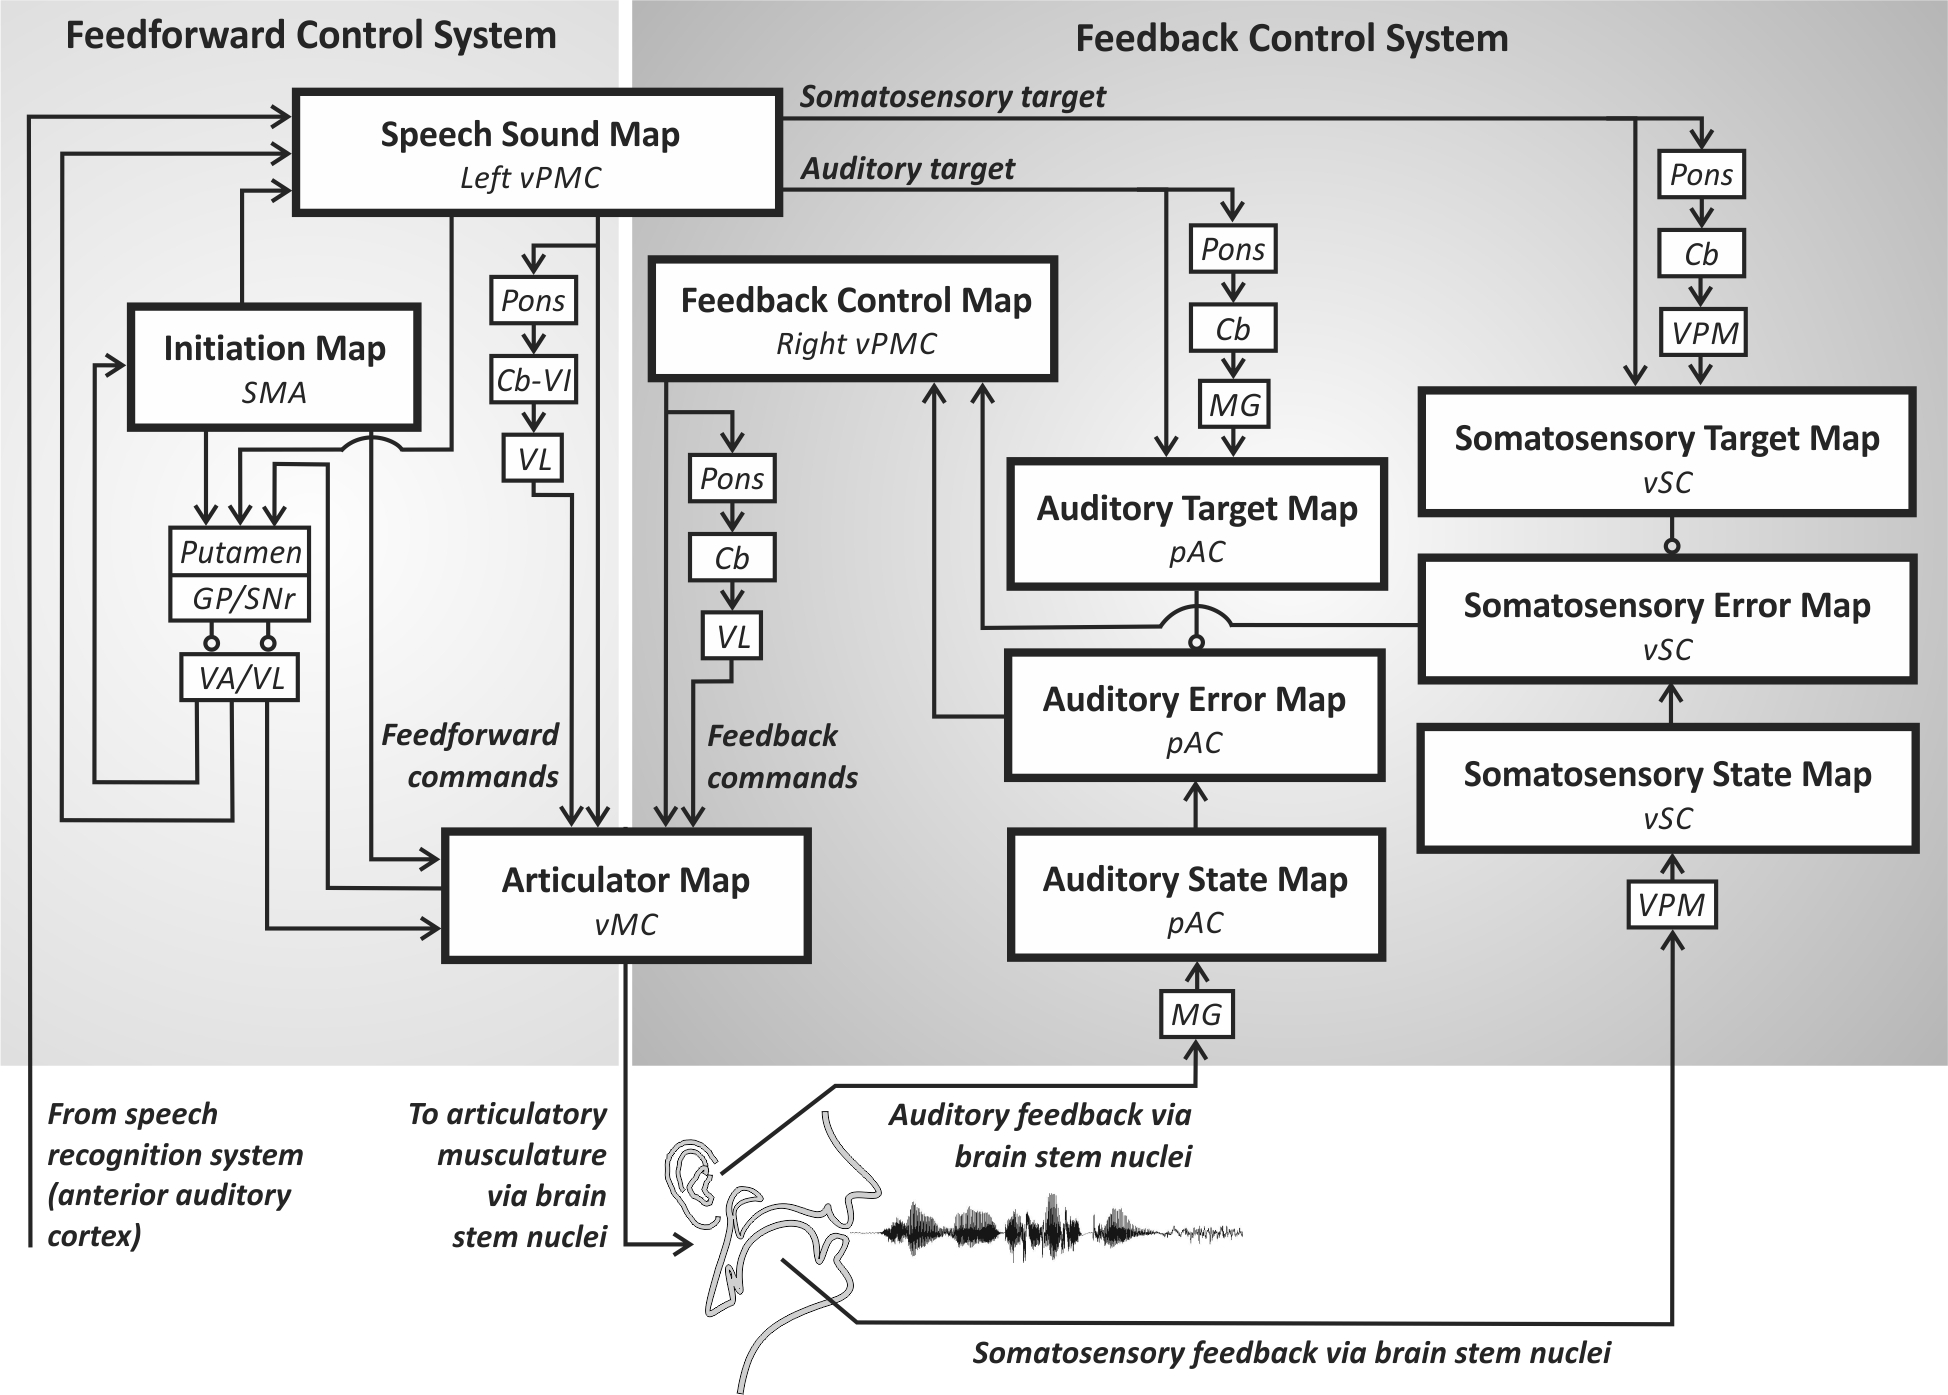 Feedforward Control System
Feedback Control System
Speech Sound Map
Left vPMC
Somatosensory target
Auditory target
Pons
Cb
VPM
Pons
Cb
MG
Initiation Map
SMA
Pons
Cb-VI
VL
Feedback Control Map
Right vPMC
Pons
Cb
VL
Putamen
GP/SNr
VA/VL
Auditory Target Map
pAC
Somatosensory Target Map
vSC
Auditory Error Map
pAC
Somatosensory Error Map
vSC
Feedforward
commands
Feedback
commands
Articulator Map
vMC
Auditory State Map
pAC
Somatosensory State Map
vSC
MG
VPM
From speech
recognition system
(anterior auditory
cortex)
To articulatory
musculature
via brain
stem nuclei
Auditory feedback via
brain stem nuclei
Somatosensory feedback via brain stem nuclei